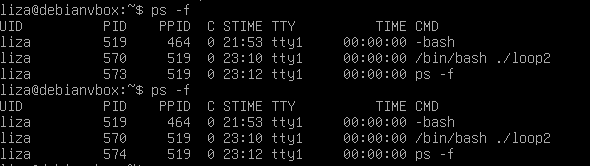 liza@debianvbox:~$ ps -f
UID          PID    PPID  C STIME TTY          TIME CMD
liza         519     464  0 21:53 tty1     00:00:00 -bash
liza         570     519  0 23:10 tty1     00:00:00 /bin/bash ./loop2
liza         573     519  0 23:12 tty1     00:00:00 ps -f
liza@debianvbox:~$ ps -f
UID          PID    PPID  C STIME TTY          TIME CMD
liza         519     464  0 21:53 tty1     00:00:00 -bash
liza         570     519  0 23:10 tty1     00:00:00 /bin/bash ./loop2
liza         574     519  0 23:12 tty1     00:00:00 ps -f